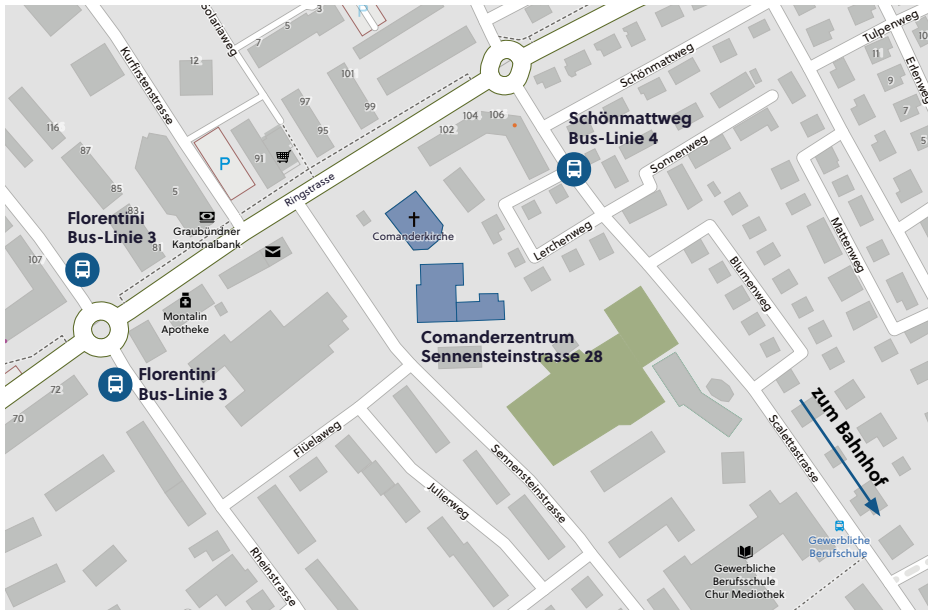 Solariaweg
3
P
5
7
Kurfirstenstrasse
12
101
97
99
95
116
87
85
83
81
5
P
91
106
104
102
Ringstrasse
Tulpenweg
Erlenweg
11
9
7
5
Schönmattweg
Schönmattweg
Bus-Linie 4
Sonnenweg
Mattenweg
Lerchenweg
Blumenweg
Florentini
Bus-Linie 3
Graubündner
Kantonalbank
107
Comanderkirche
Montalin
Apotheke
Comanderzentrum
Sennensteinstrasse 28
Florentini
Bus-Linie 3
72
70
Flüelaweg
Julierweg
Sennensteinstrasse
Rheinstrasse
Scalettastrasse
zum Bahnhof
Gewerbliche
Berufschule
Gewerbliche
Berufsschule
Chur Mediothek